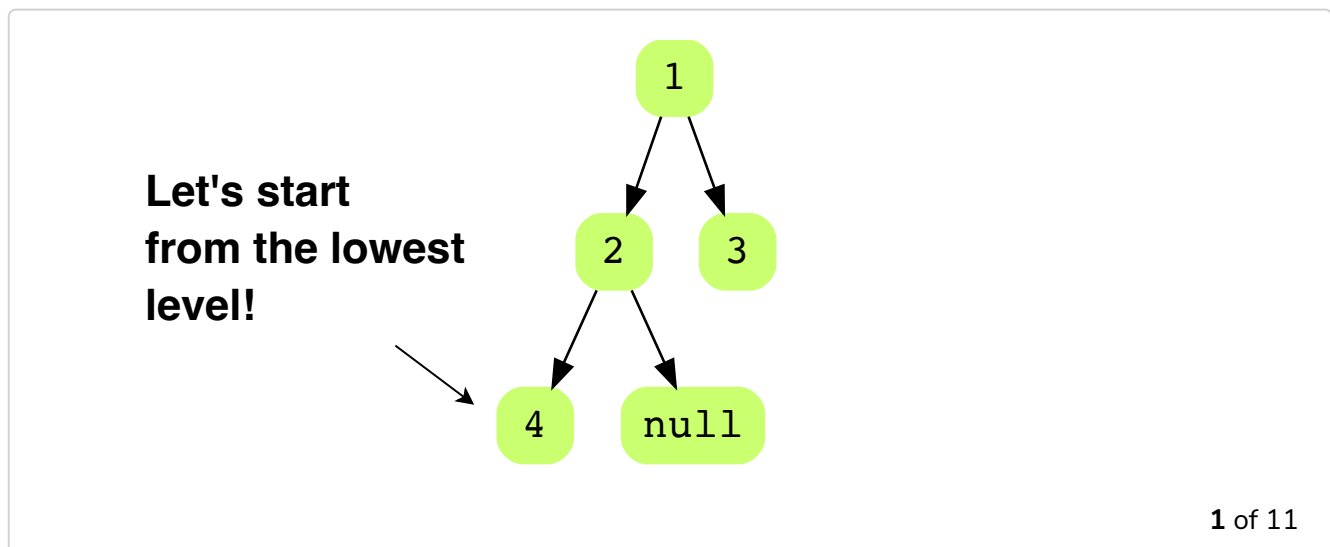 1
Let's start
from the lowest
level!
2 3
4 null
1 of 11